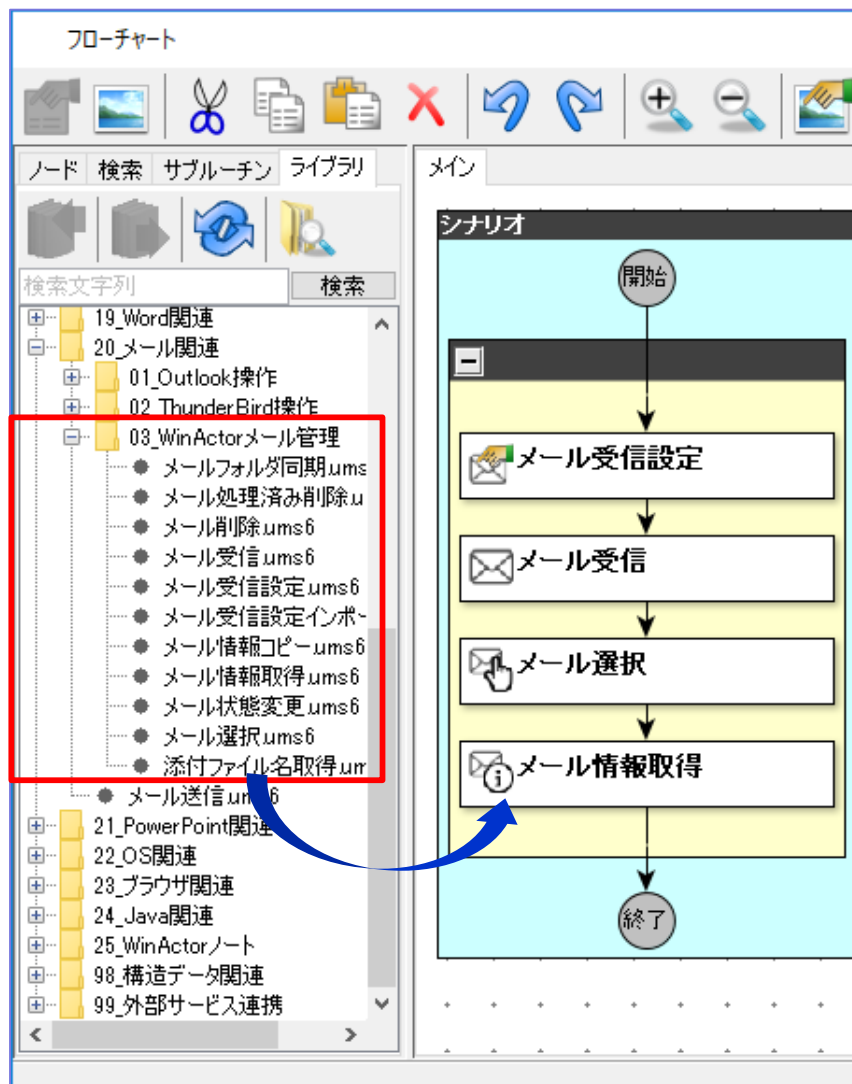 フローチャート
ノード 検索 サブルーチン ライブラリ
検索文字列 検索
19_Word関連
20_メール関連
01_Outlook操作
02_ThunderBird操作
03_WinActorメール管理
メールフォルダ同期.ums
メール処理済み削除.u
メール削除.ums6
メール受信.ums6
メール受信設定.ums6
メール受信設定インポー
メール情報コピー.ums6
メール情報取得.ums6
メール状態変更.ums6
メール選択.ums6
添付ファイル名取得.um
メール送信.ums6
21_PowerPoint関連
22_OS関連
23_ブラウザ関連
24_Java関連
25_WinActorノート
98_構造データ関連
99_外部サービス連携
メイン
シナリオ
開始
メール受信設定
メール受信
メール選択
メール情報取得
終了